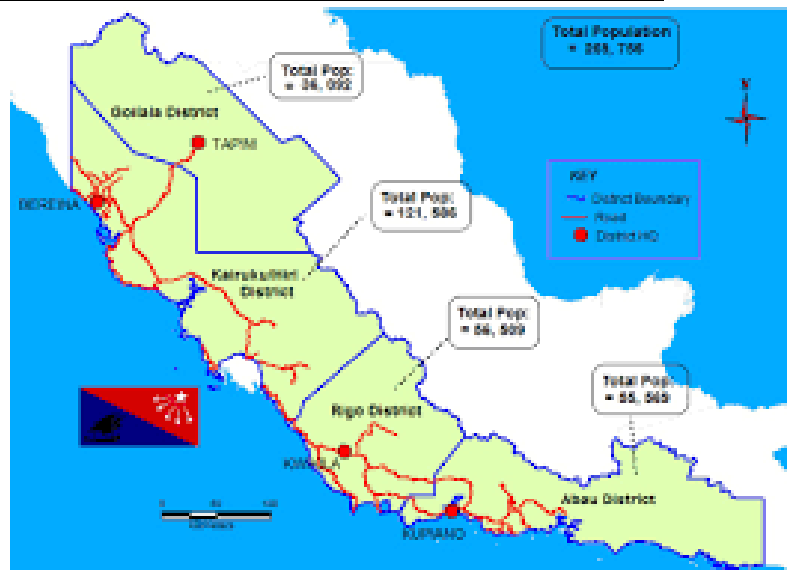 Total Population
= 269, 756
Total Pop:
= 36, 092
Goilala District
TAPINI
N
KEY
District Boundary
Road
District HQ
BEREINA
Total Pop:
= 121, 586
Kairuku/Hiri
District
Total Pop:
= 56, 509
Total Pop:
= 55, 569
Rigo District
KWIKILA
Abau District
KUPIANO
0